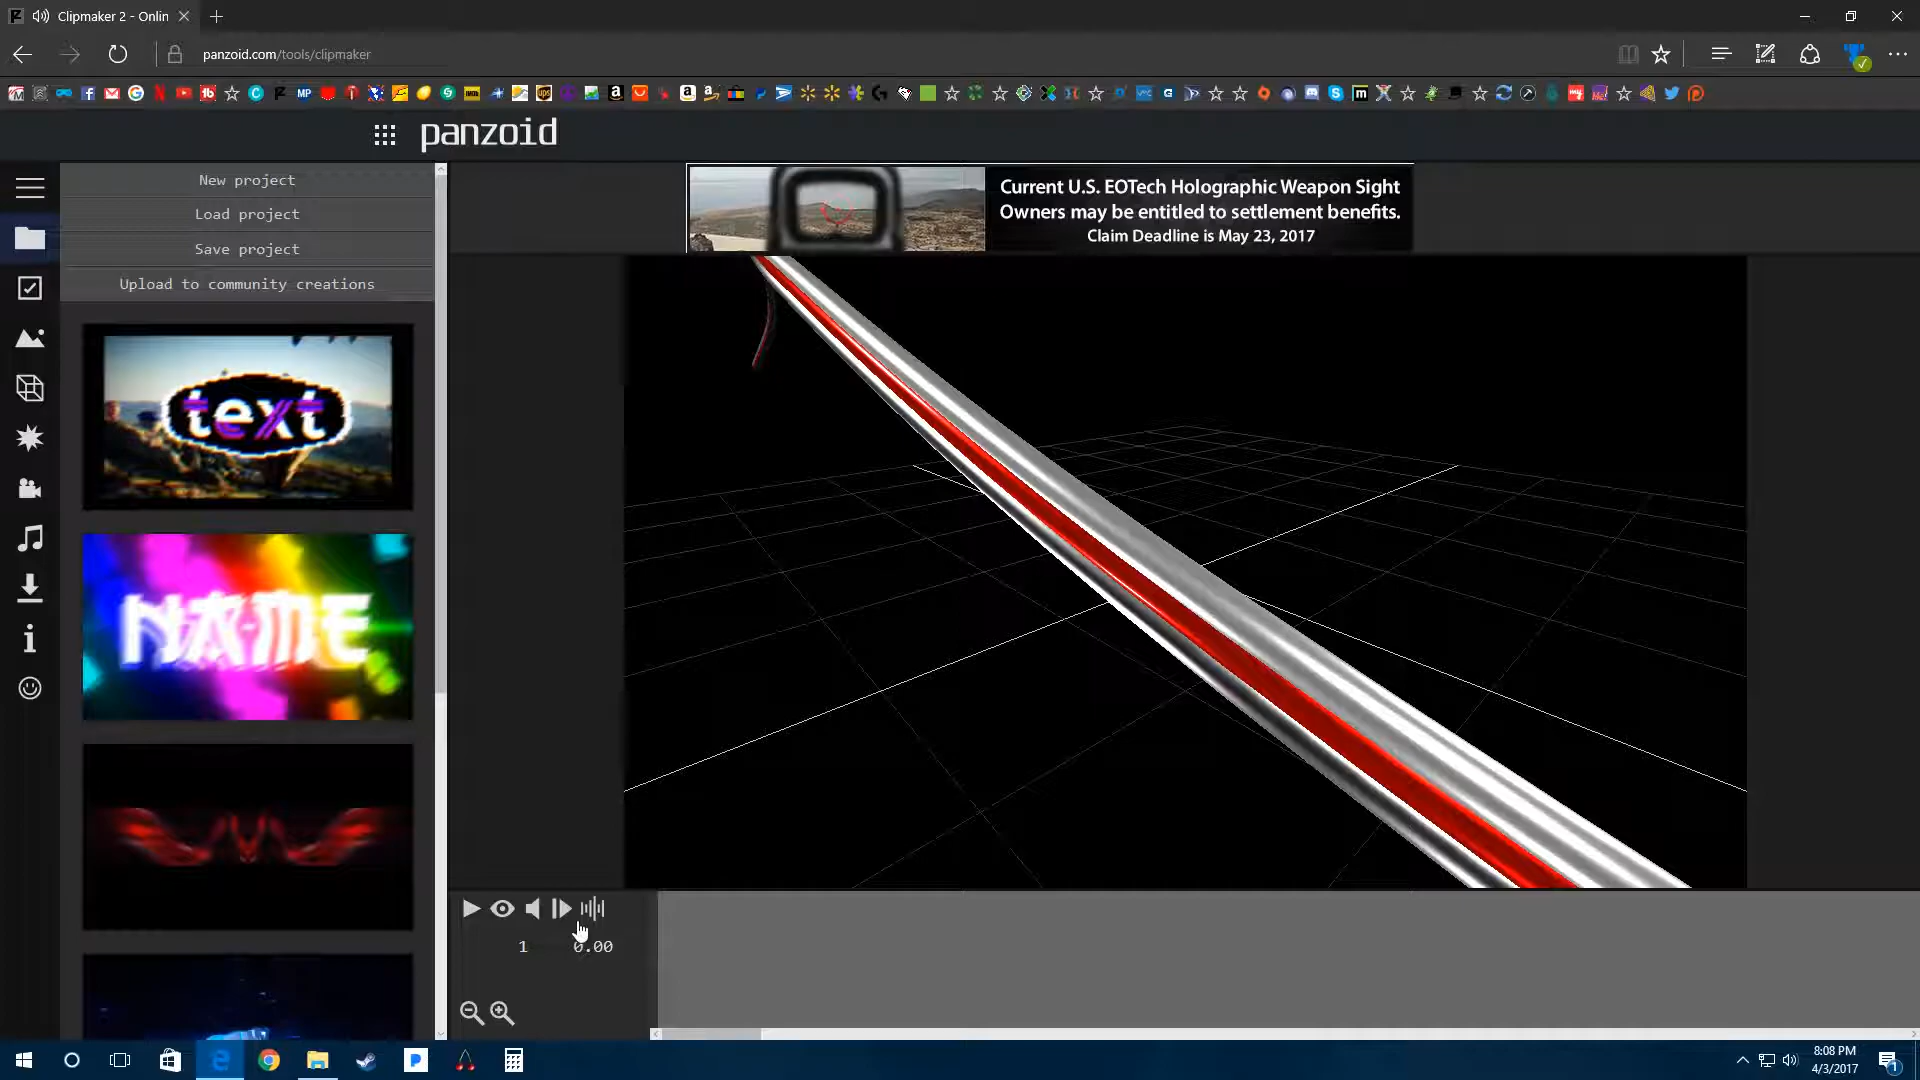 Clipmaker 2 - Onlin
panzoid.com/tools/clipmaker
panzoid
New project
Load project
Save project
Upload to community creations
Current U.S. EOTech Holographic Weapon Sight
Owners may be entitled to settlement benefits.
Claim Deadline is May 23, 2017
text
NAME
1
0.00
8:08 PM
4/3/2017